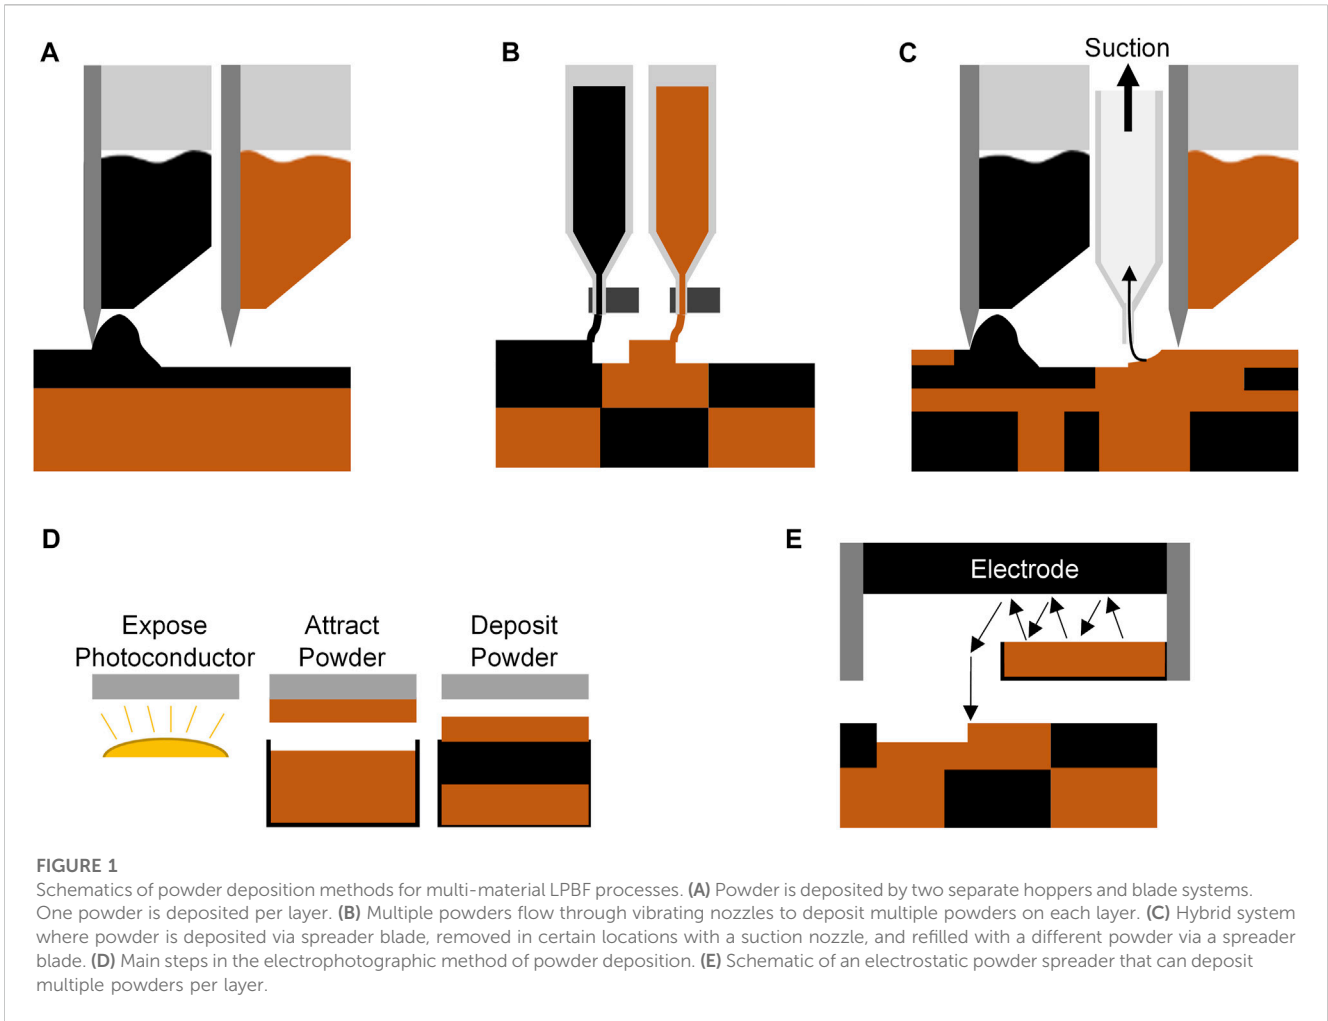 A
B
C
Suction
D
Expose
Photoconductor
Attract
Powder
Deposit
Powder
E
Electrode
FIGURE 1
Schematics of powder deposition methods for multi-material LPBF processes. (A) Powder is deposited by two separate hoppers and blade systems.
One powder is deposited per layer. (B) Multiple powders flow through vibrating nozzles to deposit multiple powders on each layer. (C) Hybrid system
where powder is deposited via spreader blade, removed in certain locations with a suction nozzle, and refilled with a different powder via a spreader
blade. (D) Main steps in the electrophotographic method of powder deposition. (E) Schematic of an electrostatic powder spreader that can deposit
multiple powders per layer.